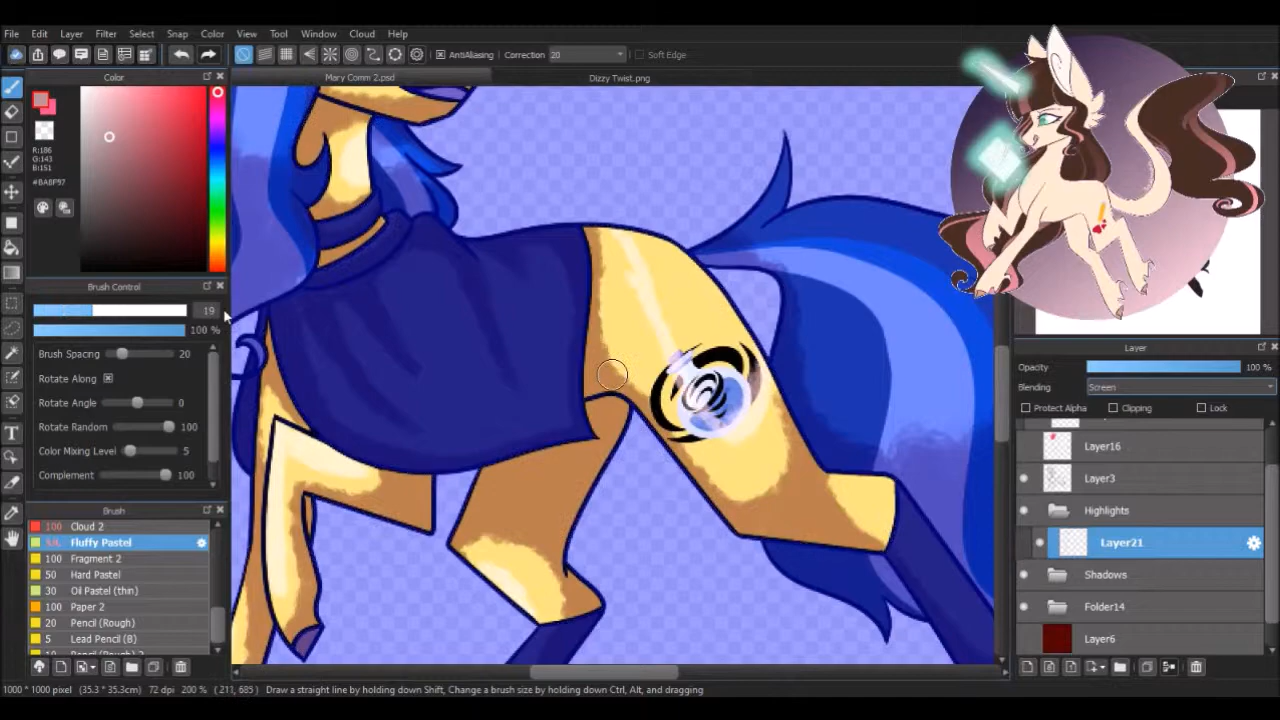 File Edit Layer Filter Select Snap Color View Tool Window Cloud Help
AntiAliasing Correction 20 Soft Edge
Color
Mary Comm 2.psd
Dizzy Twist.png
R:186
G:143
B:151
#BA8F97
Brush Control
19
100 %
Brush Spacing 20
Rotate Along
Rotate Angle 0
Rotate Random 100
Color Mixing Level 5
Complement 100
Brush
100 Cloud 2
Fluffy Pastel
100 Fragment 2
50 Hard Pastel
30 Oil Pastel (thin)
100 Paper 2
20 Pencil (Rough)
5 Lead Pencil (B)
Layer
Opacity 100 %
Blending Screen
Protect Alpha Clipping Lock
Layer16
Layer3
Highlights
Layer21
Shadows
Folder14
Layer6
1000 * 1000 pixel (35.3 * 35.3cm) 72 dpi 200 % ( 211, 685) Draw a straight line by holding down Shift, Change a brush size by holding down Ctrl, Alt, and dragging